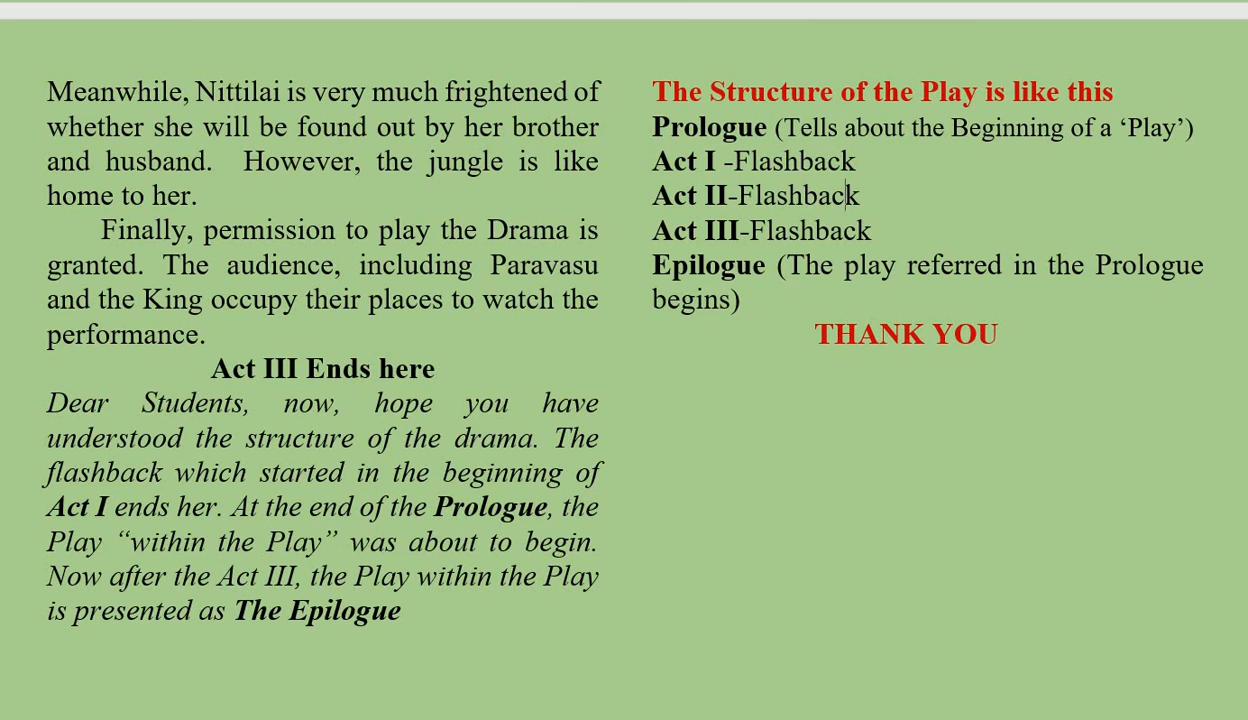 Meanwhile, Nittilai is very much frightened of
whether she will be found out by her brother
and husband. However, the jungle is like
home to her.
Finally, permission to play the Drama is
granted. The audience, including Paravasu
and the King occupy their places to watch the
performance.
Act III Ends here
Dear Students, now, hope you have
understood the structure of the drama. The
flashback which started in the beginning of
Act I ends her. At the end of the Prologue, the
Play “within the Play” was about to begin.
Now after the Act III, the Play within the Play
is presented as The Epilogue
The Structure of the Play is like this
Prologue (Tells about the Beginning of a ‘Play’)
Act I -Flashback
Act II-Flashback
Act III-Flashback
Epilogue (The play referred in the Prologue
begins)
THANK YOU